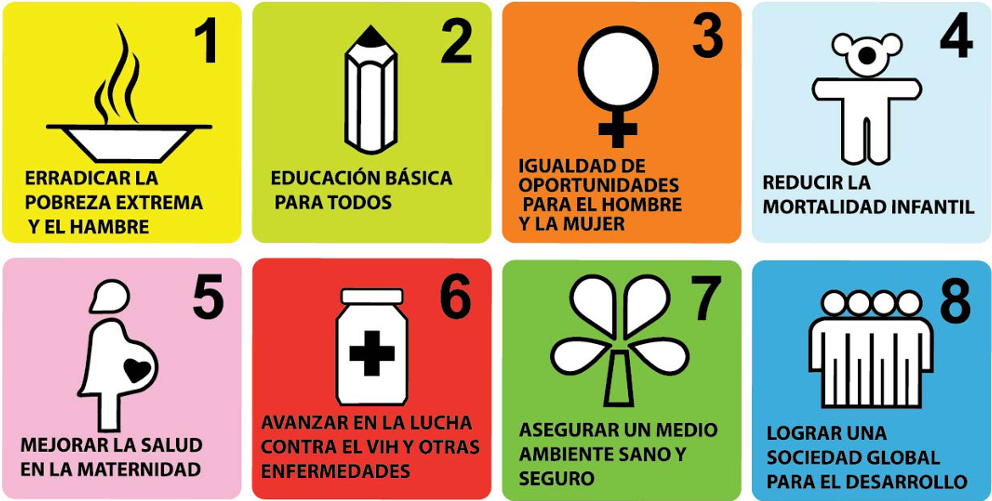 1
ERRADICAR LA
POBREZA EXTREMA
Y EL HAMBRE
2
EDUCACIÓN BÁSICA
PARA TODOS
3
IGUALDAD DE
OPORTUNIDADES
PARA EL HOMBRE
Y LA MUJER
4
REDUCIR LA
MORTALIDAD INFANTIL
5
MEJORAR LA SALUD
EN LA MATERNIDAD
6
AVANZAR EN LA LUCHA
CONTRA EL VIH Y OTRAS
ENFERMEDADES
7
ASEGURAR UN MEDIO
AMBIENTE SANO Y
SEGURO
8
LOGRAR UNA
SOCIEDAD GLOBAL
PARA EL DESARROLLO